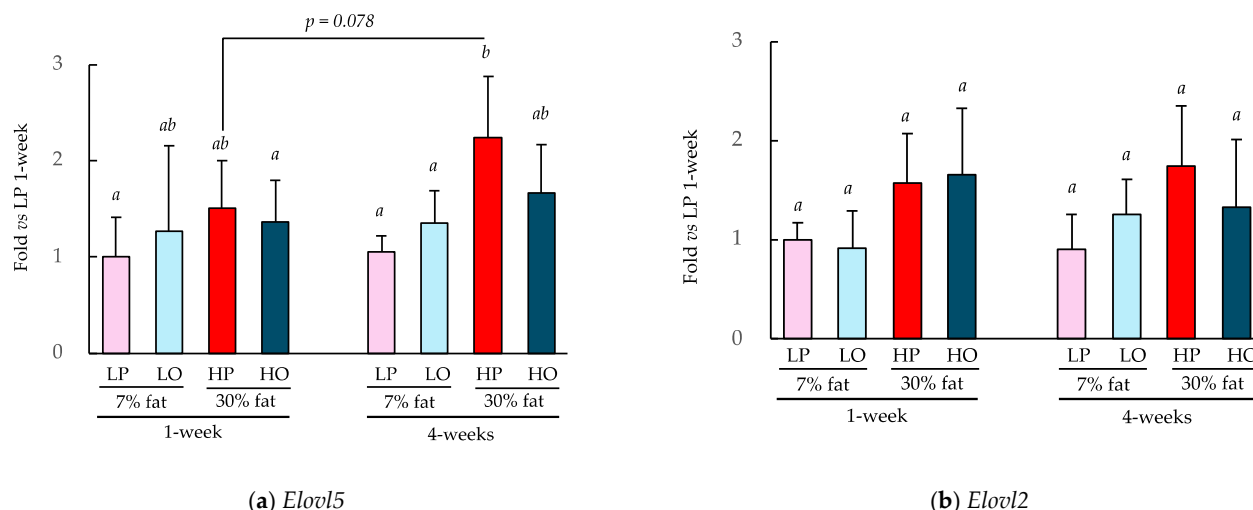 p = 0.078
Fold vs LP 1-week
3
2
1
0
a
ab
ab
a
a
a
b
ab
LP LO HP HO LP LO HP HO
7% fat 30% fat 7% fat 30% fat
1-week 4-weeks
(a) Elovl5
Fold vs LP 1-week
3
2
1
0
a
a
a
a
a
a
a
a
LP LO HP HO LP LO HP HO
7% fat 30% fat 7% fat 30% fat
1-week 4-weeks
(b) Elovl2